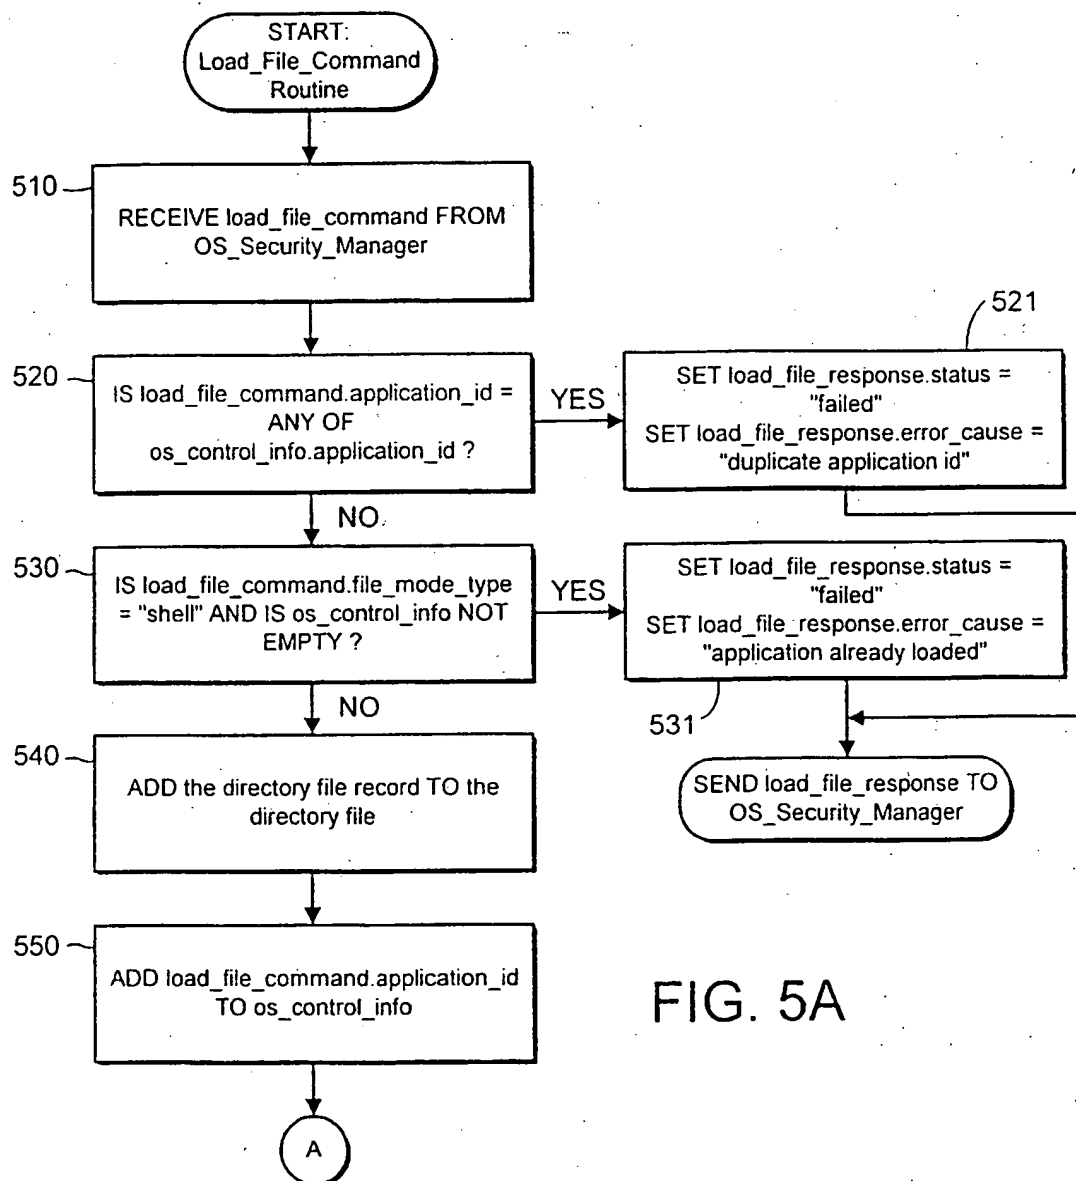 START:
Load_File_Command
Routine
510
RECEIVE load_file_command FROM
OS_Security_Manager
520
IS load_file_command.application_id =
ANY OF
os_control_info.application_id ?
YES
521
SET load_file_response.status =
"failed"
SET load_file_response.error_cause =
"duplicate application id"
NO
530
IS load_file_command.file_mode_type
= "shell" AND IS os_control_info NOT
EMPTY ?
YES
SET load_file_response.status =
"failed"
SET load_file_response.error_cause =
"application already loaded"
531
NO
SEND load_file_response TO
OS_Security_Manager
540
ADD the directory file record TO the
directory file
550
ADD load_file_command.application_id
TO os_control_info
A
FIG. 5A